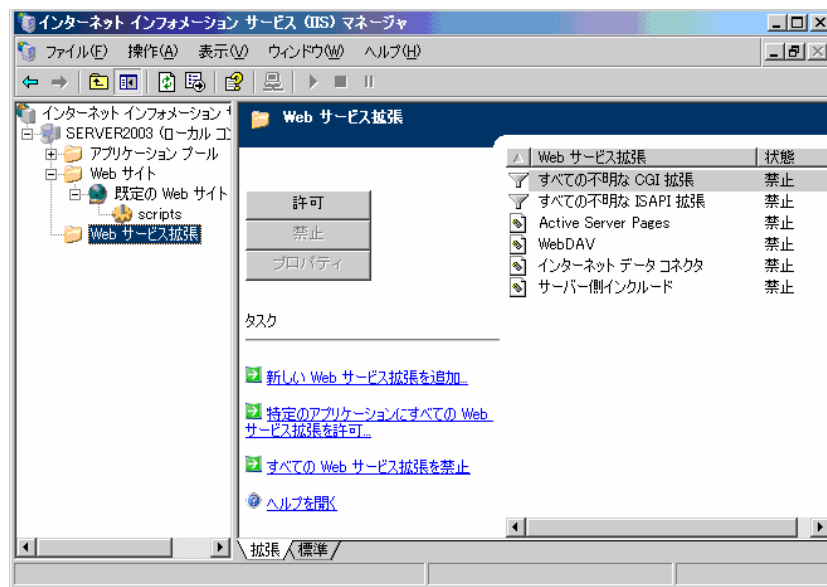 インターネット インフォメーション サービス (IIS) マネージャ
ファイル(F) 操作(A) 表示(V) ウィンドウ(W) ヘルプ(H)
インターネット インフォメーション
SERVER2003 (ローカル コ
アプリケーション プール
Web サイト
既定の Web サイト
scripts
Web サービス拡張
Web サービス拡張
許可
禁止
プロパティ
タスク
新しい Web サービス拡張を追加...
特定のアプリケーションにすべての Web
サービス拡張を許可...
すべての Web サービス拡張を禁止
ヘルプを開く
Web サービス拡張 状態
すべての不明な CGI 拡張 禁止
すべての不明な ISAPI 拡張 禁止
Active Server Pages 禁止
WebDAV 禁止
インターネット データ コネクタ 禁止
サーバー側インクルード 禁止
拡張 標準